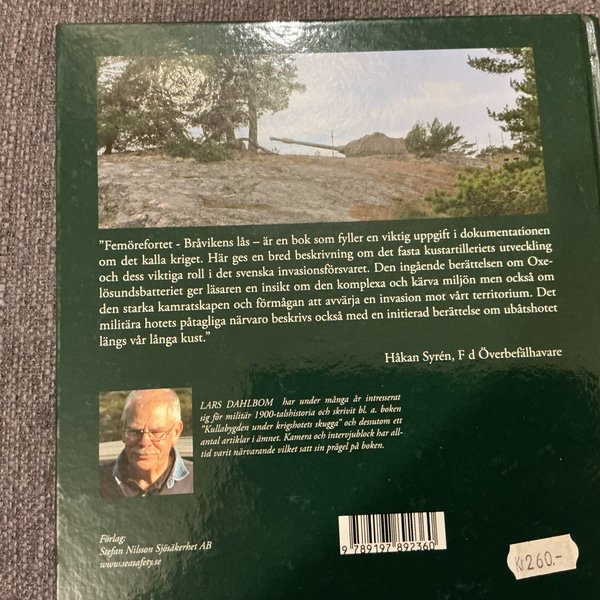 "Femörefortet - Bråvikens lås – är en bok som fyller en viktig uppgift i dokumentationen
om det kalla kriget. Här ges en bred beskrivning om det fasta kustartilleriets utveckling
och dess viktiga roll i det svenska invasionsförsvaret. Den ingående berättelsen om Oxe-
lösundsbatteriet ger läsaren en insikt om den komplexa och kärva miljön men också om
den starka kamratskapen och förmågan att avvärja en invasion mot vårt territorium. Det
militära hotets påtagliga närvaro beskrivs också med en initierad berättelse om ubåtshotet
längs vår långa kust."
Håkan Syrén, F d Överbefälhavare
LARS DAHLBOM har under många år intresserat
sig för militär 1900-talshistoria och skrivit bl. a. boken
"Kullabygden under krigshotets skugga" och dessutom ett
antal artiklar i ämnet. Kamera och intervjublock har all-
tid varit närvarande vilket satt sin prägel på boken.
Förlag:
Stefan Nilsson Sjösäkerhet AB
www.seasafety.se
9 789197 892360
Kr 260.-